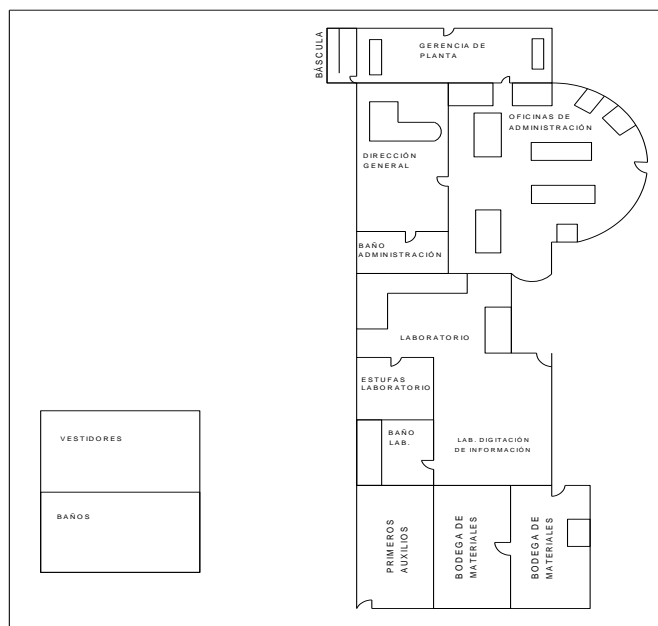 BÁSCULA
GERENCIA DE
PLANTA
OFICINAS DE
ADMINISTRACIÓN
DIRECCIÓN
GENERAL
BAÑO
ADMINISTRACIÓN
LABORATORIO
ESTUFAS
LABORATORIO
BAÑO
LAB.
LAB. DIGITACIÓN
DE INFORMACIÓN
VESTIDORES
BAÑOS
PRIMEROS
AUXILIOS
BODEGA DE
MATERIALES
BODEGA DE
MATERIALES